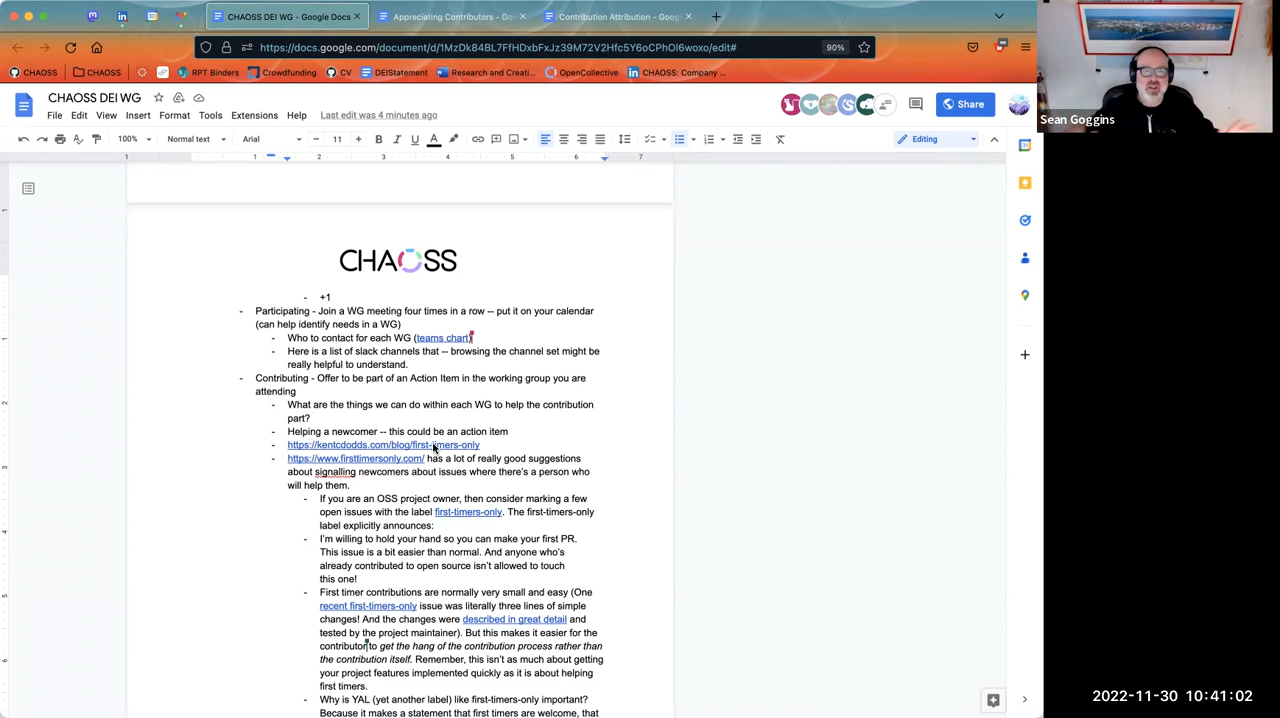 CHAOSS DEI WG - Google Docs
Appreciating Contributors - Go
Contribution Attribution - Goog
https://docs.google.com/document/d/1MzDk84BL7FfHDxbFxJz39M72V2Hfc5Y6oCPhOl6woxo/edit#
90%
CHAOSS
CHAOSS
RPT Binders
Crowdfunding
CV
DEIStatement
Research and Creati...
OpenCollective
CHAOSS: Company ...
CHAOSS DEI WG
File Edit View Insert Format Tools Extensions Help
Last edit was 4 minutes ago
Share
100%
Normal text
Arial
11
Editing
1 1 2 3 4 5 6 7
CHAOSS
- +1
- Participating - Join a WG meeting four times in a row -- put it on your calendar
(can help identify needs in a WG)
- Who to contact for each WG (teams chart)
- Here is a list of slack channels that -- browsing the channel set might be
really helpful to understand.
- Contributing - Offer to be part of an Action Item in the working group you are
attending
- What are the things we can do within each WG to help the contribution
part?
- Helping a newcomer -- this could be an action item
- https://kentcdodds.com/blog/first-timers-only
- https://www.firsttimersonly.com/ has a lot of really good suggestions
about signalling newcomers about issues where there's a person who
will help them.
- If you are an OSS project owner, then consider marking a few
open issues with the label first-timers-only. The first-timers-only
label explicitly announces:
- I'm willing to hold your hand so you can make your first PR.
This issue is a bit easier than normal. And anyone who's
already contributed to open source isn't allowed to touch
this one!
- First timer contributions are normally very small and easy (One
recent first-timers-only issue was literally three lines of simple
changes! And the changes were described in great detail and
tested by the project maintainer). But this makes it easier for the
contributor to get the hang of the contribution process rather than
the contribution itself. Remember, this isn't as much about getting
your project features implemented quickly as it is about helping
first timers.
- Why is YAL (yet another label) like first-timers-only important?
Because it makes a statement that first timers are welcome, that
Sean Goggins
2022-11-30 10:41:02